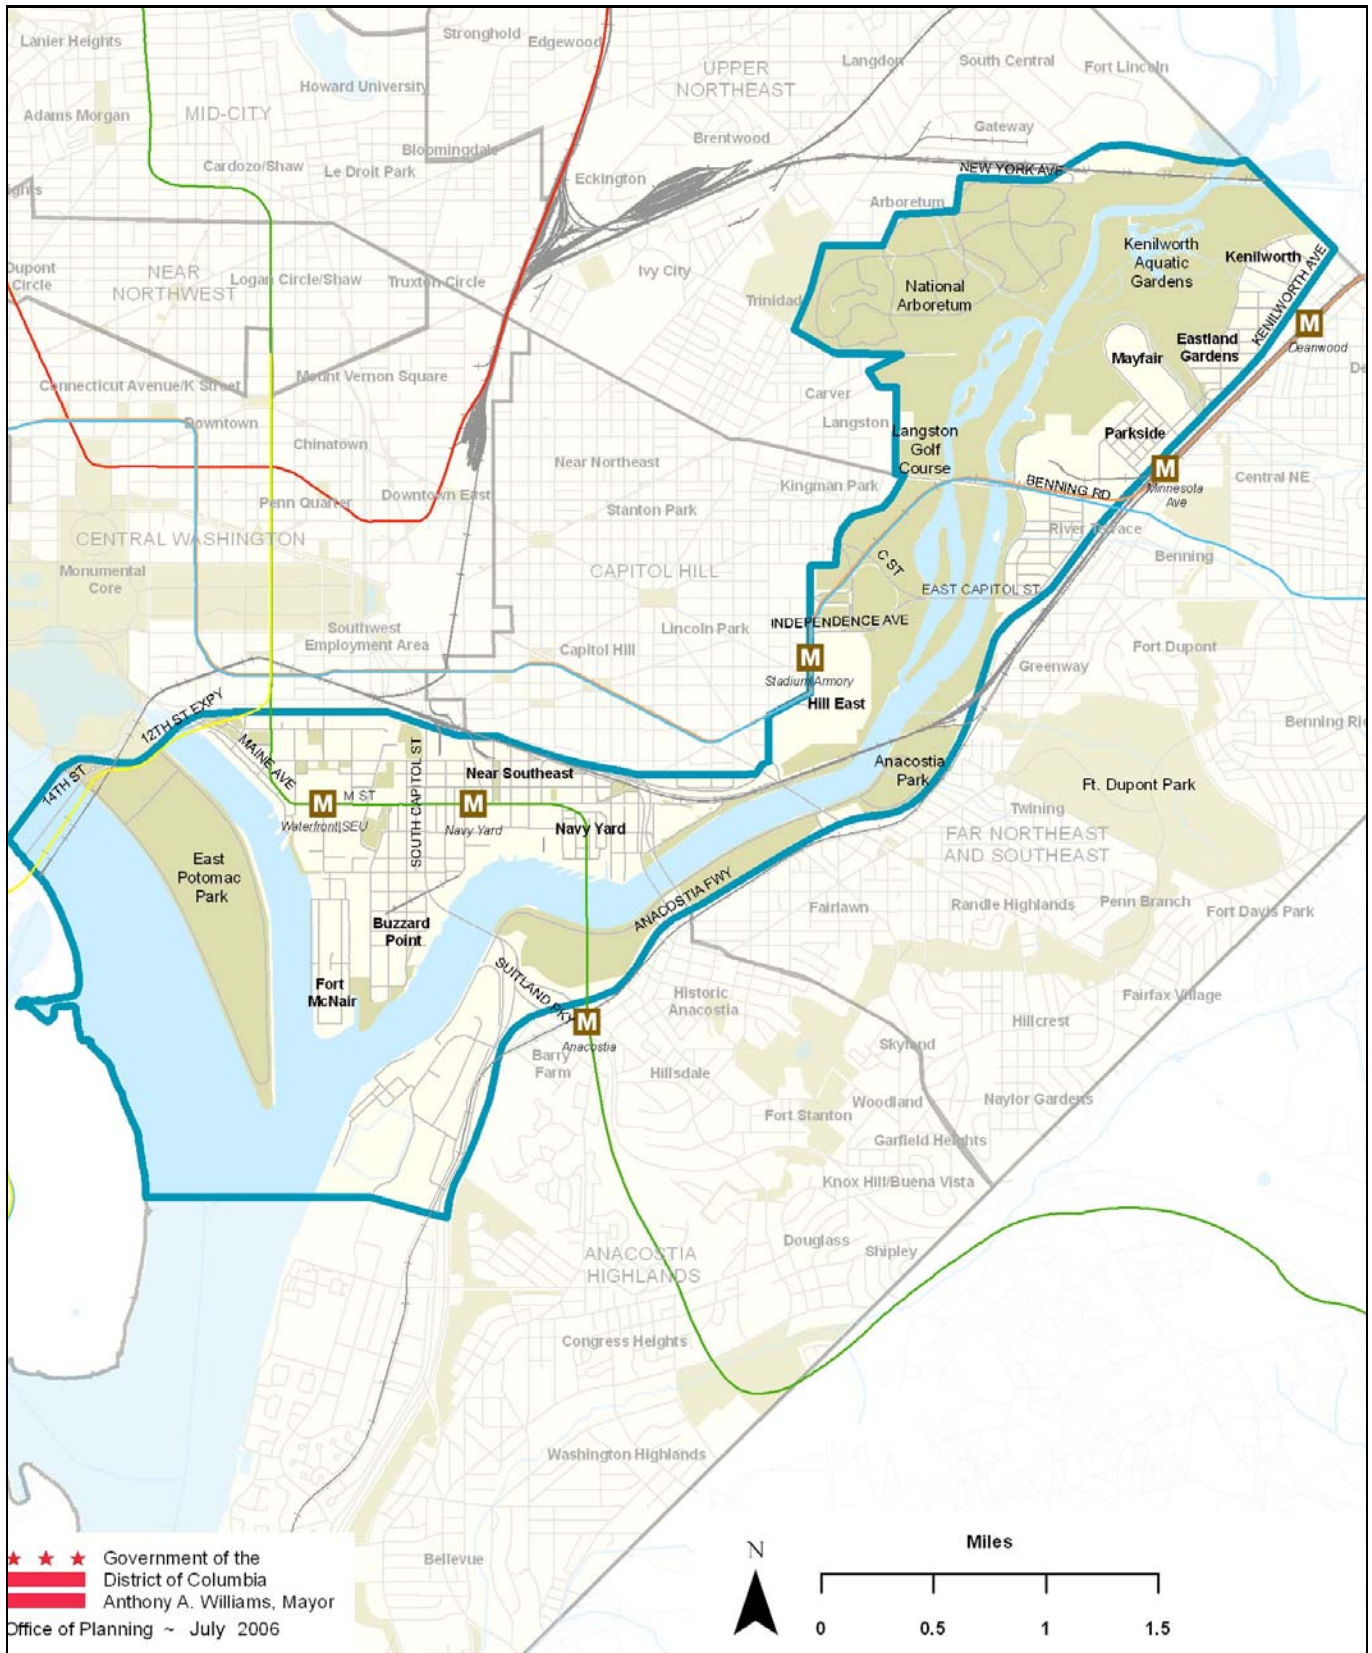 Lanier Heights
Stronghold
Edgewood
UPPER
NORTHEAST
Langdon
South Central
Fort Lincoln
Howard University
Adams Morgan
MID-CITY
Bloomingdale
Brentwood
Gateway
Cardozo/Shaw
Le Droit Park
Eckington
NEW YORK AVE
Arboretum
Dupont
Circle
NEAR
NORTHWEST
Logan Circle/Shaw
Truxton Circle
Ivy City
Trinidad
National
Arboretum
Kenilworth
Aquatic
Gardens
Kenilworth
KENILWORTH AVE
M
Deanwood
Eastland
Gardens
Mayfair
Connecticut Avenue/K Street
Mount Vernon Square
Carver
Langston
Downtown
Chinatown
Langston
Golf
Course
Parkside
Near Northeast
Kingman Park
BENNING RD
M
Minnesota
Ave
Central NE
Penn Quarter
Downtown East
Stanton Park
CENTRAL WASHINGTON
River Terrace
Benning
Monumental
Core
CAPITOL HILL
C ST
EAST CAPITOL ST
Southwest
Employment Area
Lincoln Park
INDEPENDENCE AVE
Capitol Hill
M
Stadium/Armory
Hill East
Greenway
Fort Dupont
12TH ST EXPY
14TH ST
MAINE AVE
SOUTH CAPITOL ST
Near Southeast
Anacostia
Park
Ft. Dupont Park
M
M ST
Waterfront|SEU
M
Navy Yard
Navy Yard
Twining
FAR NORTHEAST
AND SOUTHEAST
East
Potomac
Park
ANACOSTIA FWY
Fairlawn
Randle Highlands
Penn Branch
Fort Davis Park
Buzzard
Point
Fort
McNair
SUITLAND PKY
M
Anacostia
Historic
Anacostia
Fairfax Village
Hillcrest
Skyland
Barry
Farm
Hillsdale
Fort Stanton
Woodland
Naylor Gardens
Garfield Heights
Knox Hill/Buena Vista
Douglass
Shipley
ANACOSTIA
HIGHLANDS
Congress Heights
Washington Highlands
Bellevue
Government of the
District of Columbia
Anthony A. Williams, Mayor
Office of Planning ~ July 2006
N
Miles
0 0.5 1 1.5